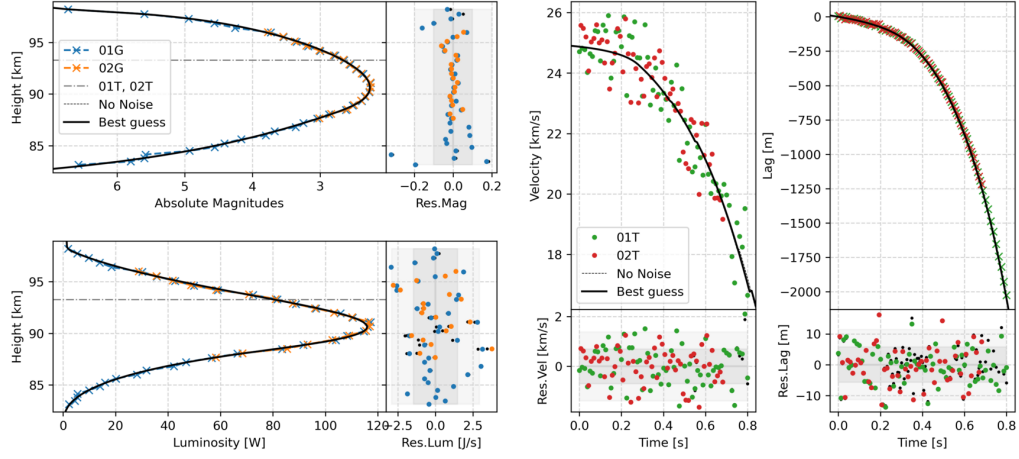 95
90
85
Height [km]
01G
02G
01T, 02T
No Noise
Best guess
6
5
4
3
Absolute Magnitudes
−0.2
0.0
0.2
Res.Mag
95
90
85
Height [km]
0
20
40
60
80
100
120
Luminosity [W]
−2.5
0.0
2.5
Res.Lum [J/s]
26
24
22
20
18
Velocity [km/s]
01T
02T
No Noise
Best guess
2
0
Res.Vel [km/s]
0.0
0.2
0.4
0.6
0.8
Time [s]
0
−250
−500
−750
−1000
−1250
−1500
−1750
−2000
Lag [m]
10
0
−10
Res.Lag [m]
0.0
0.2
0.4
0.6
0.8
Time [s]